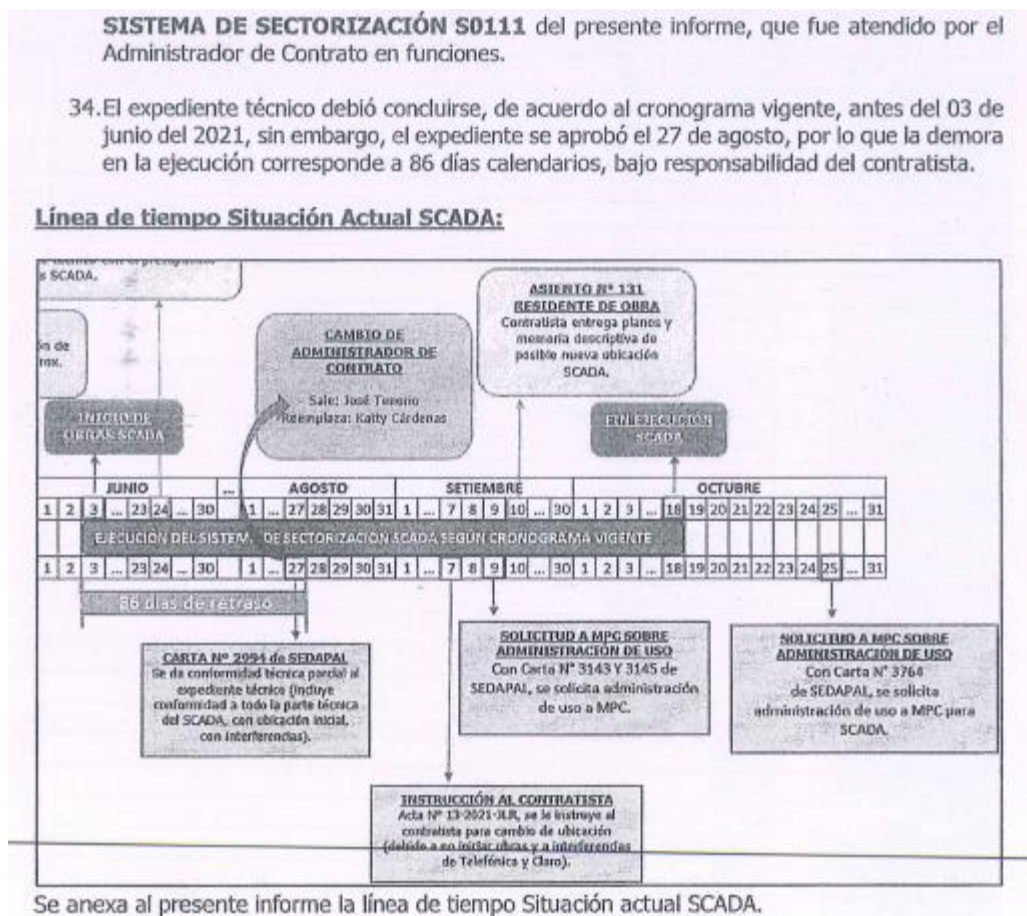 SISTEMA DE SECTORIZACIÓN S0111 del presente informe, que fue atendido por el
Administrador de Contrato en funciones.
34. El expediente técnico debió concluirse, de acuerdo al cronograma vigente, antes del 03 de
junio del 2021, sin embargo, el expediente se aprobó el 27 de agosto, por lo que la demora
en la ejecución corresponde a 86 días calendarios, bajo responsabilidad del contratista.
Línea de tiempo Situación Actual SCADA:
s SCADA.
ón de
rox.
CAMBIO DE
ADMINISTRADOR DE
CONTRATO
- Sale: José Tenorio
-Reemplaza: Katty Cárdenas
ASIERTO Nº 131
RESIDENTE DE OBRA
Contratista entrega planos y
memoria descriptiva de
posible nueva ubicación
SCADA.
INICIO DE
OBRAS SCADA
FIN EJECUCIÓN
SCADA
JUNIO ... AGOSTO SETIEMBRE OCTUBRE
1 2 3 ... 23 24 ... 30 1 ... 27 28 29 30 31 1 ... 7 8 9 10 ... 30 1 2 3 ... 18 19 20 21 22 23 24 25 ... 31
EJECUCIÓN DEL SISTEM. DE SECTORIZACIÓN SCADA SEGÚN CRONOGRAMA VIGENTE
1 2 3 ... 23 24 ... 30 1 ... 27 28 29 30 31 1 ... 7 8 9 10 ... 30 1 2 3 ... 18 19 20 21 22 23 24 25 ... 31
86 días de retraso
CARTA Nº 2994 de SEDAPAL
Se da conformidad técnica parcial al
expediente técnico (incluye
conformidad a todo la parte técnica
del SCADA, con ubicación inicial,
con interferencias).
SOLICITUD A MPC SOBRE
ADMINISTRACIÓN DE USO
Con Carta N° 3143 Y 3145 de
SEDAPAL, se solicita administración
de uso a MPC.
SOLICITUD A MPC SOBRE
ADMINISTRACIÓN DE USO
Con Carta N° 3764
de SEDAPAL, se solicita
administración de uso a MPC para
SCADA.
INSTRUCCIÓN AL CONTRATISTA
Acta Nº 13-2021-JLR, se le instruye al
contratista para cambio de ubicación
(debido a no iniciar obras y a interferencias
de Telefónica y Claro).
Se anexa al presente informe la línea de tiempo Situación actual SCADA.